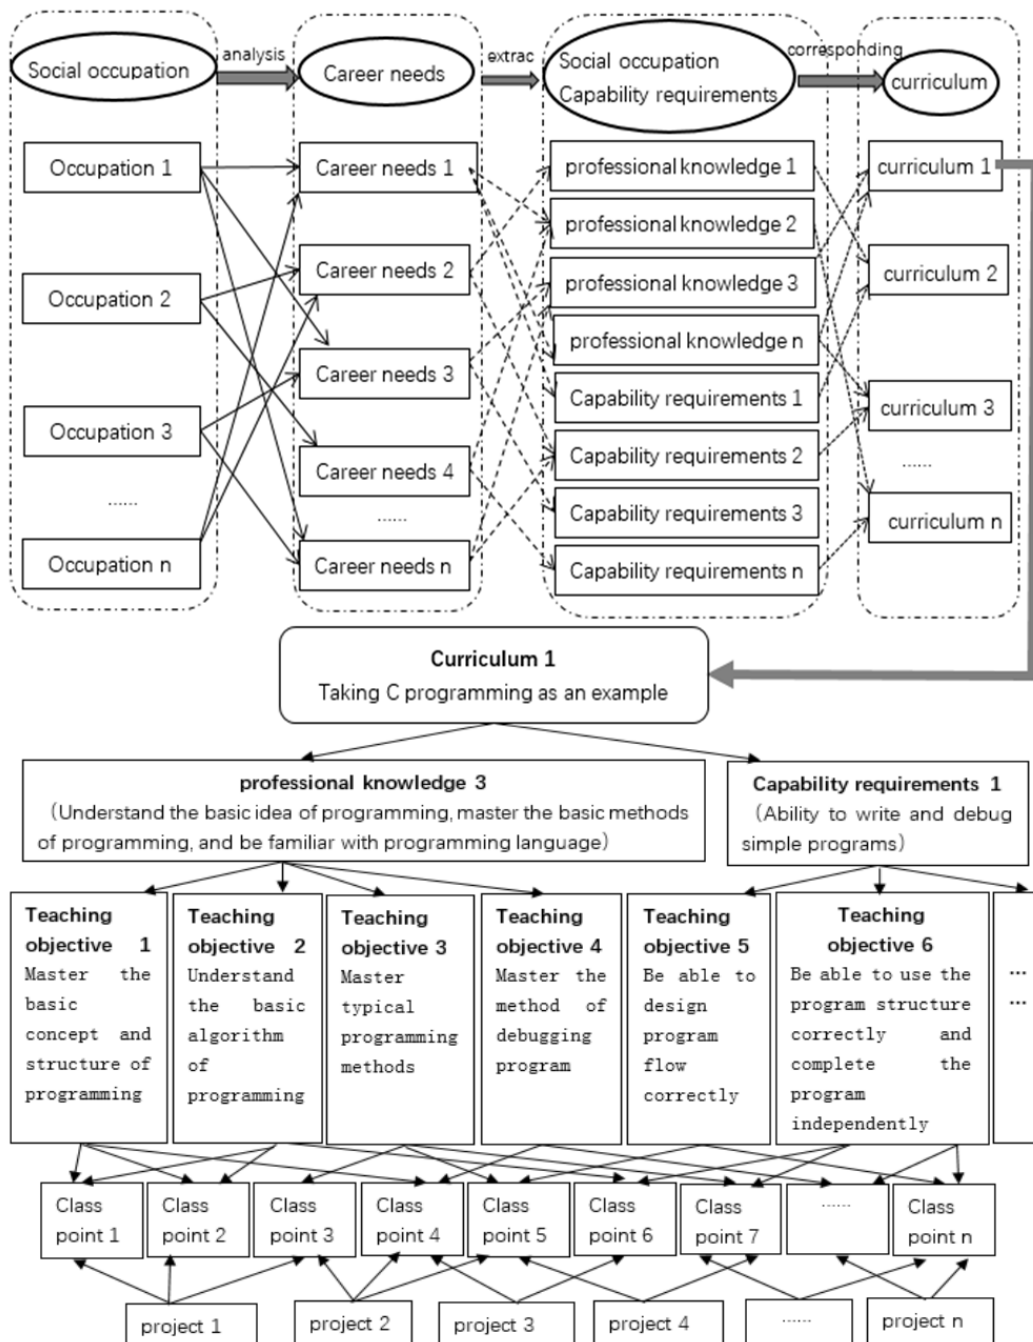 analysis
extrac
corresponding
Social occupation
Career needs
Social occupation
Capability requirements
curriculum
Occupation 1
Occupation 2
Occupation 3
......
Occupation n
Career needs 1
Career needs 2
Career needs 3
Career needs 4
......
Career needs n
professional knowledge 1
professional knowledge 2
professional knowledge 3
professional knowledge n
Capability requirements 1
Capability requirements 2
Capability requirements 3
Capability requirements n
curriculum 1
curriculum 2
curriculum 3
......
curriculum n
Curriculum 1
Taking C programming as an example
professional knowledge 3
（Understand the basic idea of programming, master the basic methods
of programming, and be familiar with programming language）
Capability requirements 1
（Ability to write and debug
simple programs）
Teaching
objective 1
Master the
basic
concept and
structure of
programming
Teaching
objective 2
Understand
the basic
algorithm
of
programming
Teaching
objective 3
Master
typical
programming
methods
Teaching
objective 4
Master the
method of
debugging
program
Teaching
objective 5
Be able to
design
program
flow
correctly
Teaching
objective 6
Be able to use the
program structure
correctly and
complete the
program
independently
...
...
Class
point 1
Class
point 2
Class
point 3
Class
point 4
Class
point 5
Class
point 6
Class
point 7
......
Class
point n
project 1
project 2
project 3
project 4
......
project n